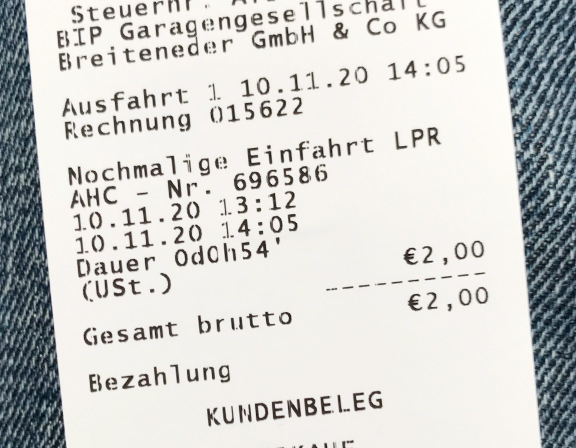 Steuernr.
BIP Garagengesellschaft
Breiteneder GmbH & Co KG
Ausfahrt 1 10.11.20 14:05
Rechnung 015622
Nochmalige Einfahrt LPR
AHC - Nr. 696586
10.11.20 13:12
10.11.20 14:05
Dauer 0d0h54'
(USt.) €2,00
Gesamt brutto €2,00
Bezahlung
KUNDENBELEG